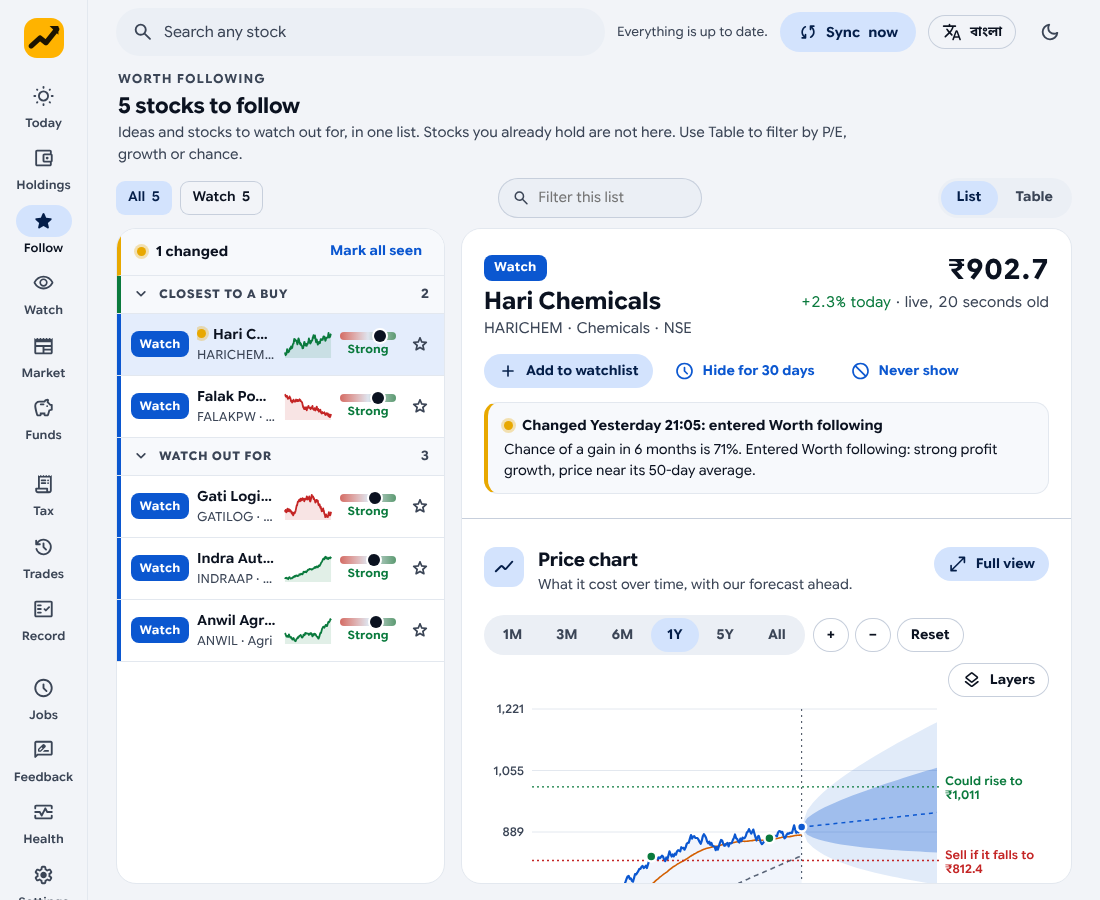 Search any stock
Everything is up to date.
Sync now
বাংলা
Today
Holdings
Follow
Watch
Market
Funds
Tax
Trades
Record
Jobs
Feedback
Health
WORTH FOLLOWING
5 stocks to follow
Ideas and stocks to watch out for, in one list. Stocks you already hold are not here. Use Table to filter by P/E,
growth or chance.
All 5
Watch 5
Filter this list
List
Table
1 changed
Mark all seen
CLOSEST TO A BUY
2
Watch
Hari C...
HARICHEM...
Strong
Watch
Falak Po...
FALAKPW · ...
Strong
WATCH OUT FOR
3
Watch
Gati Logi...
GATILOG · ...
Strong
Watch
Indra Aut...
INDRAAP · ...
Strong
Watch
Anwil Agr...
ANWIL · Agri
Strong
Watch
₹902.7
Hari Chemicals
+2.3% today · live, 20 seconds old
HARICHEM · Chemicals · NSE
Add to watchlist
Hide for 30 days
Never show
Changed Yesterday 21:05: entered Worth following
Chance of a gain in 6 months is 71%. Entered Worth following: strong profit
growth, price near its 50-day average.
Price chart
What it cost over time, with our forecast ahead.
Full view
1M
3M
6M
1Y
5Y
All
+
−
Reset
Layers
1,221
1,055
889
Could rise to
₹1,011
Sell if it falls to
₹812.4